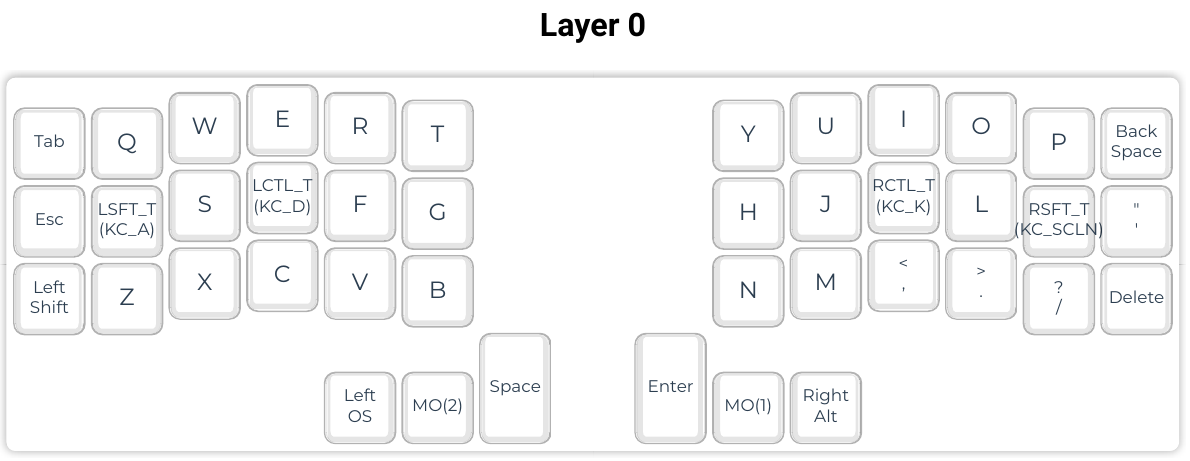 Layer 0
Tab
Q
W
E
R
T
Y
U
I
O
P
Back
Space
Esc
LSFT_T
(KC_A)
S
LCTL_T
(KC_D)
F
G
H
J
RCTL_T
(KC_K)
L
RSFT_T
(KC_SCLN)
"
'
Left
Shift
Z
X
C
V
B
N
M
<
,
>
.
?
/
Delete
Left
OS
MO(2)
Space
Enter
MO(1)
Right
Alt